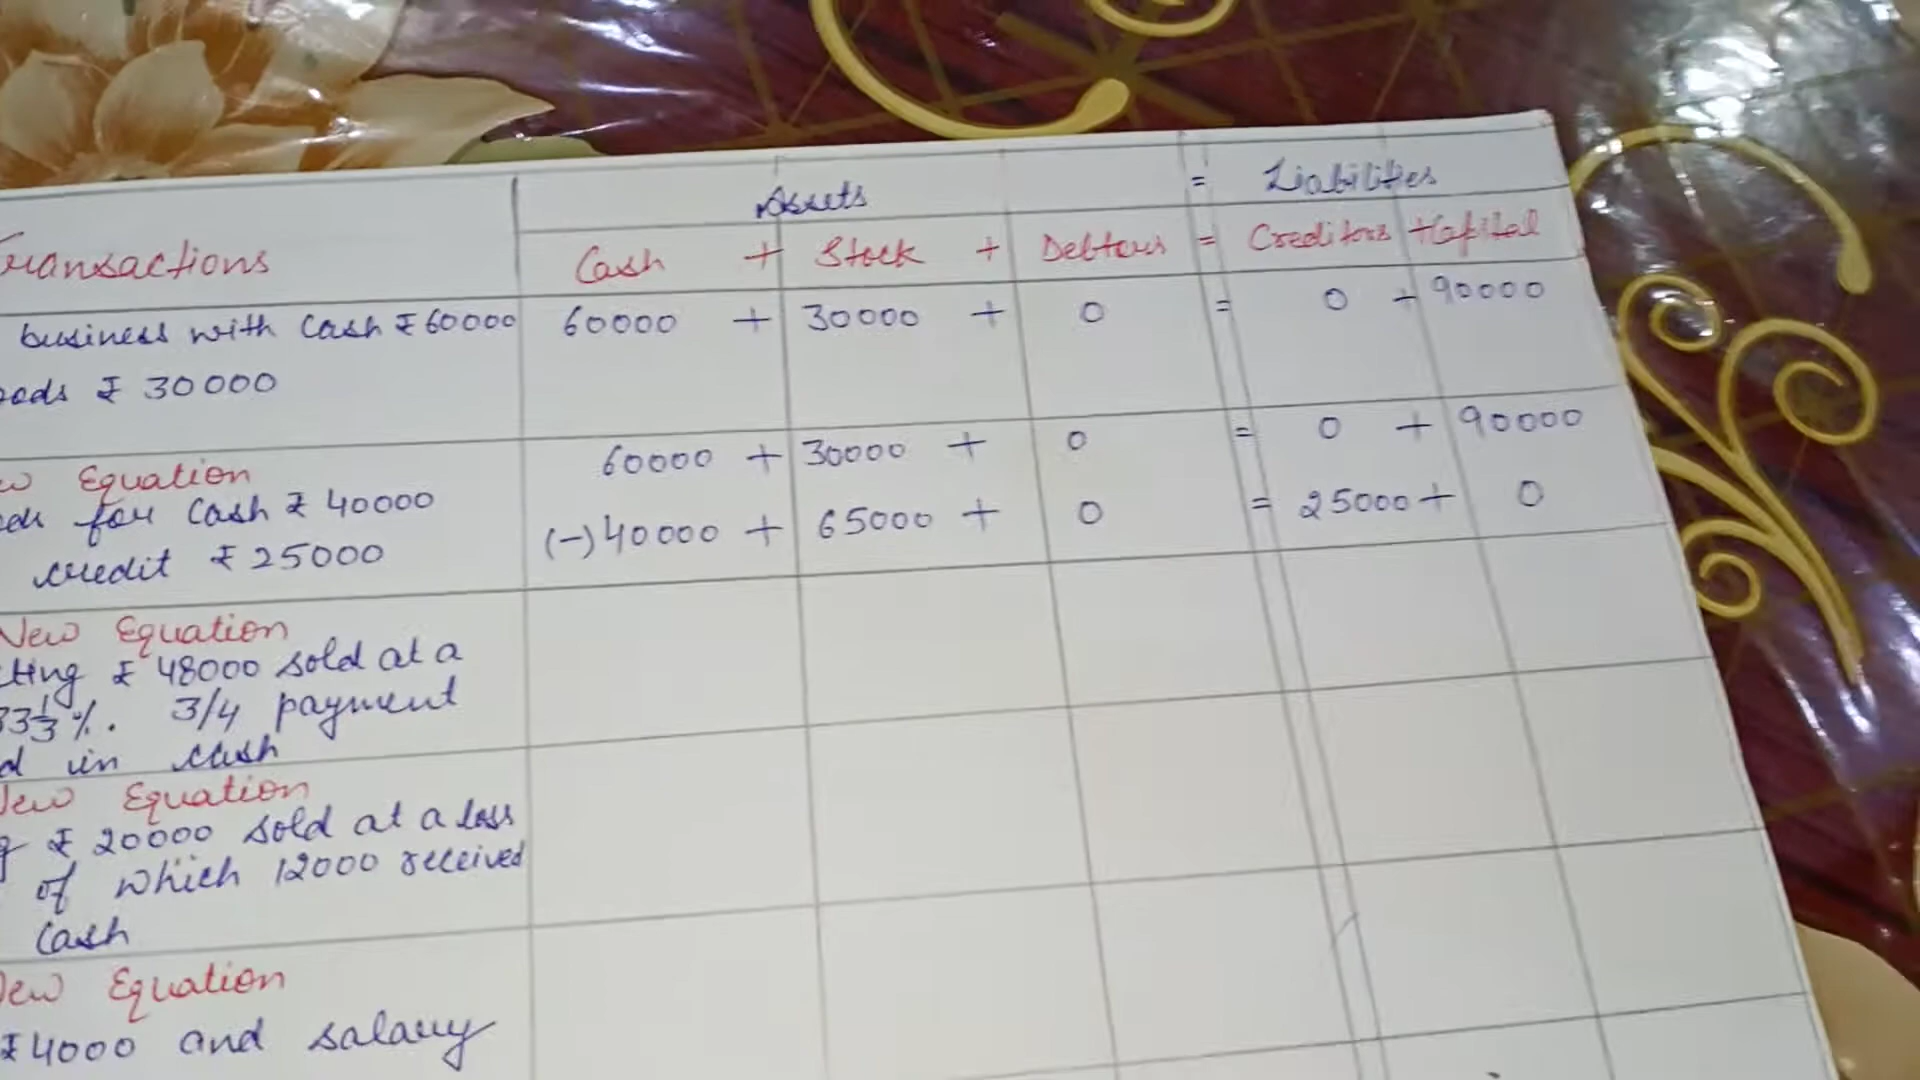 Assets = Liabilities
Transactions Cash + Stock + Debtors = Creditors + Capital
business with Cash ₹60000 60000 + 30000 + 0 = 0 + 90000
₹ 30000
Equation 60000 + 30000 + 0 = 0 + 90000
for Cash ₹ 40000 (-) 40000 + 65000 + 0 = 25000 + 0
credit ₹ 25000
New Equation
₹ 48000 sold at a
33⅓ %. 3/4 payment
in cash
New Equation
₹ 20000 sold at a loss
of which 12000 received
Cash
New Equation
₹4000 and salary